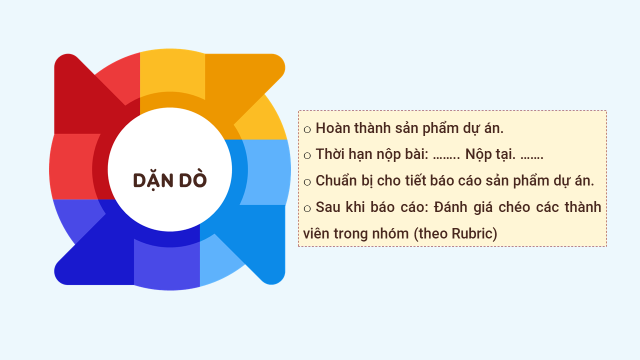 DẶN DÒ
○ Hoàn thành sản phẩm dự án.
○ Thời hạn nộp bài: …….. Nộp tại. …….
○ Chuẩn bị cho tiết báo cáo sản phẩm dự án.
○ Sau khi báo cáo: Đánh giá chéo các thành
viên trong nhóm (theo Rubric)